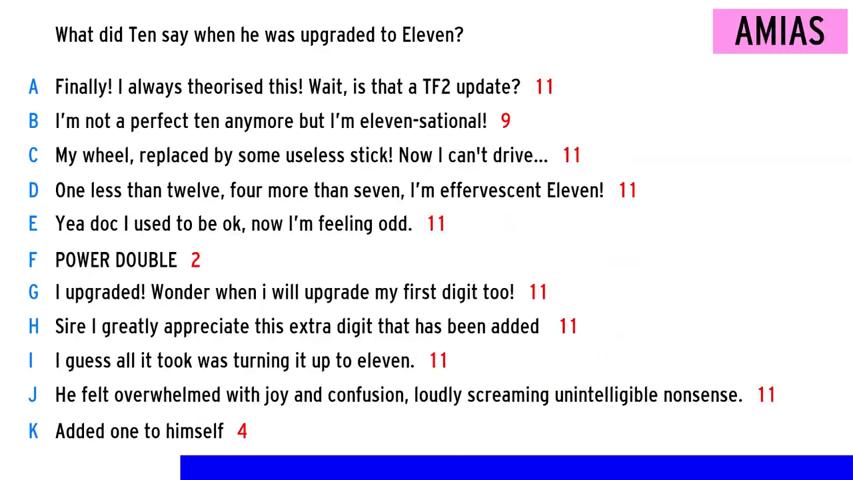 What did Ten say when he was upgraded to Eleven?
AMIAS
A Finally! I always theorised this! Wait, is that a TF2 update? 11
B I'm not a perfect ten anymore but I'm eleven-sational! 9
C My wheel, replaced by some useless stick! Now I can't drive... 11
D One less than twelve, four more than seven, I'm effervescent Eleven! 11
E Yea doc I used to be ok, now I'm feeling odd. 11
F POWER DOUBLE 2
G I upgraded! Wonder when i will upgrade my first digit too! 11
H Sire I greatly appreciate this extra digit that has been added 11
I I guess all it took was turning it up to eleven. 11
J He felt overwhelmed with joy and confusion, loudly screaming unintelligible nonsense. 11
K Added one to himself 4